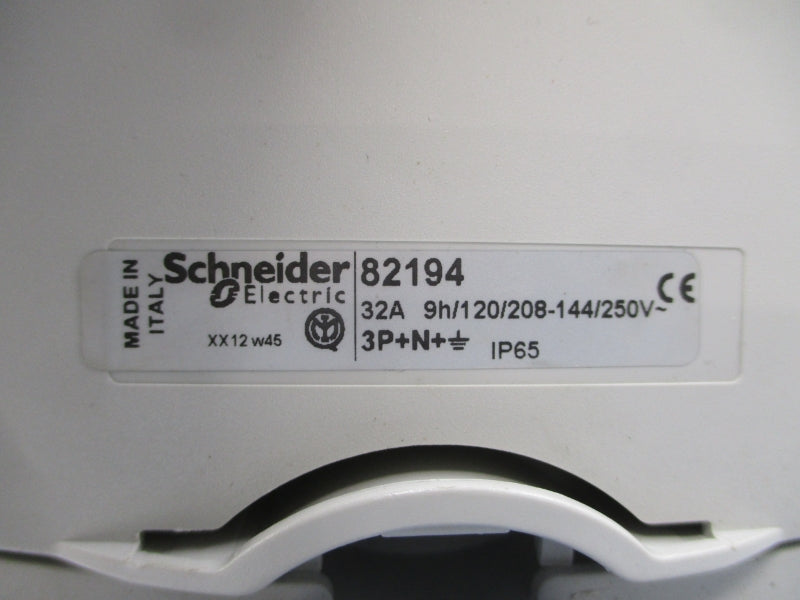 MADE IN
ITALY
Schneider
Electric
XX12 w45
82194
32A 9h/120/208-144/250V~
3P+N+⏚
IP65
CE